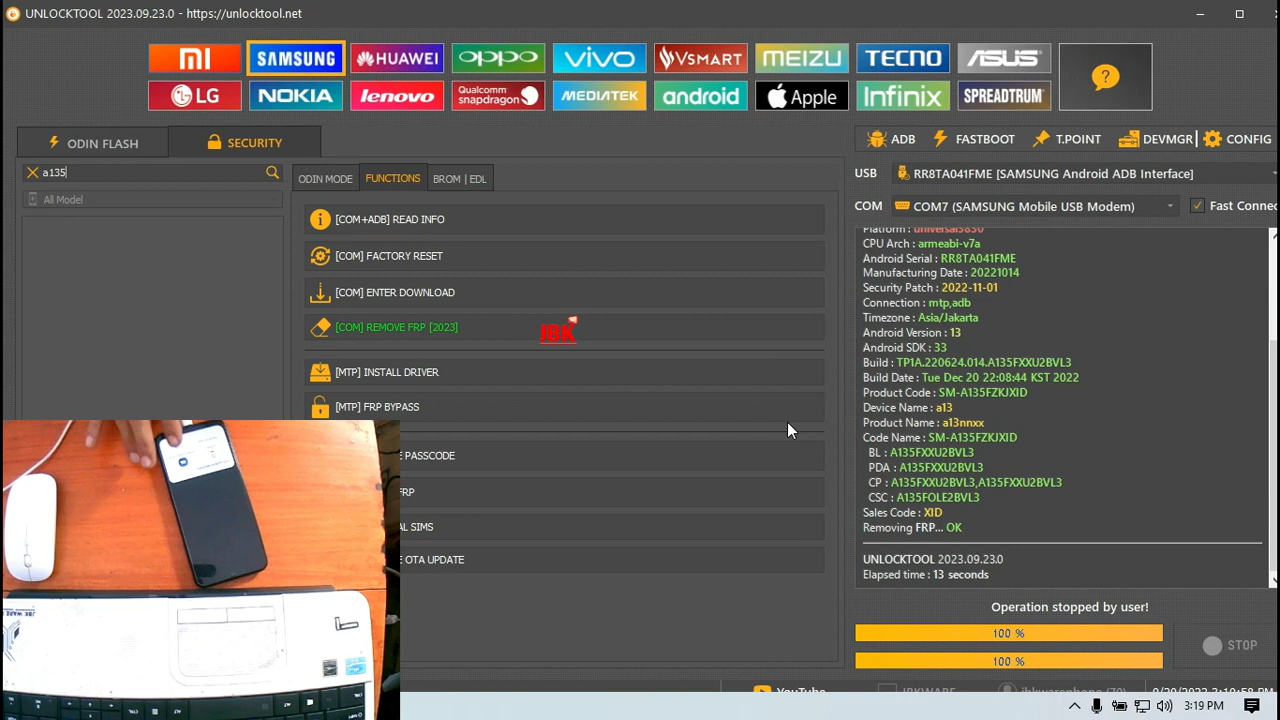 UNLOCKTOOL 2023.09.23.0 - https://unlocktool.net
MI SAMSUNG HUAWEI OPPO VIVO VSMART MEIZU TECNO ASUS
LG NOKIA lenovo Qualcomm snapdragon MEDIATEK android Apple Infinix SPREADTRUM
?
ODIN FLASH SECURITY
a135
All Model
ODIN MODE FUNCTIONS BROM | EDL
[COM+ADB] READ INFO
[COM] FACTORY RESET
[COM] ENTER DOWNLOAD
[COM] REMOVE FRP [2023]
JBK
[MTP] INSTALL DRIVER
[MTP] FRP BYPASS
E PASSCODE
FRP
AL SIMS
E OTA UPDATE
ADB FASTBOOT T.POINT DEVMGR CONFIG
USB RR8TA041FME [SAMSUNG Android ADB Interface]
COM COM7 (SAMSUNG Mobile USB Modem) Fast Connec
Platform : universal3830
CPU Arch : armeabi-v7a
Android Serial : RR8TA041FME
Manufacturing Date : 20221014
Security Patch : 2022-11-01
Connection : mtp,adb
Timezone : Asia/Jakarta
Android Version : 13
Android SDK : 33
Build : TP1A.220624.014.A135FXXU2BVL3
Build Date : Tue Dec 20 22:08:44 KST 2022
Product Code : SM-A135FZKJXID
Device Name : a13
Product Name : a13nnxx
Code Name : SM-A135FZKJXID
BL : A135FXXU2BVL3
PDA : A135FXXU2BVL3
CP : A135FXXU2BVL3,A135FXXU2BVL3
CSC : A135FOLE2BVL3
Sales Code : XID
Removing FRP... OK
UNLOCKTOOL 2023.09.23.0
Elapsed time : 13 seconds
Operation stopped by user!
100 %
100 %
STOP
YouTube
3:19 PM